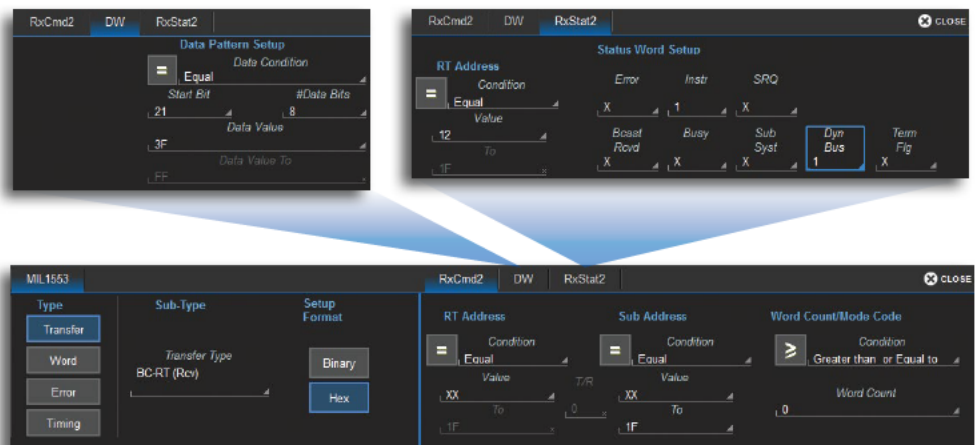 RxCmd2 DW RxStat2
Data Pattern Setup
Data Condition
= Equal
Start Bit #Data Bits
21 8
Data Value
3F
Data Value To
FF
RxCmd2 DW RxStat2 CLOSE
Status Word Setup
RT Address
Condition
= Equal
Value
12
To
1F
Error Instr SRQ
X 1 X
Bcast Rcvd Busy Sub Syst Dyn Bus Term Flg
X X X 1 X
MIL1553 RxCmd2 DW RxStat2 CLOSE
Type
Transfer
Word
Error
Timing
Sub-Type
Transfer Type
BC-RT (Rcv)
Setup
Format
Binary
Hex
RT Address
Condition
= Equal
Value
XX
To
1F
T/R
0
Sub Address
Condition
= Equal
Value
XX
To
1F
Word Count/Mode Code
Condition
≥ Greater than or Equal to
Word Count
0